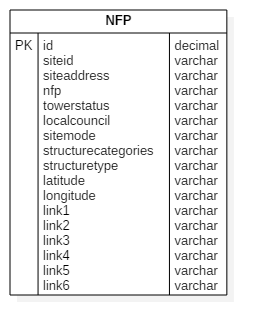 NFP
PK id decimal
siteid varchar
siteaddress varchar
nfp varchar
towerstatus varchar
localcouncil varchar
sitemode varchar
structurecategories varchar
structuretype varchar
latitude varchar
longitude varchar
link1 varchar
link2 varchar
link3 varchar
link4 varchar
link5 varchar
link6 varchar